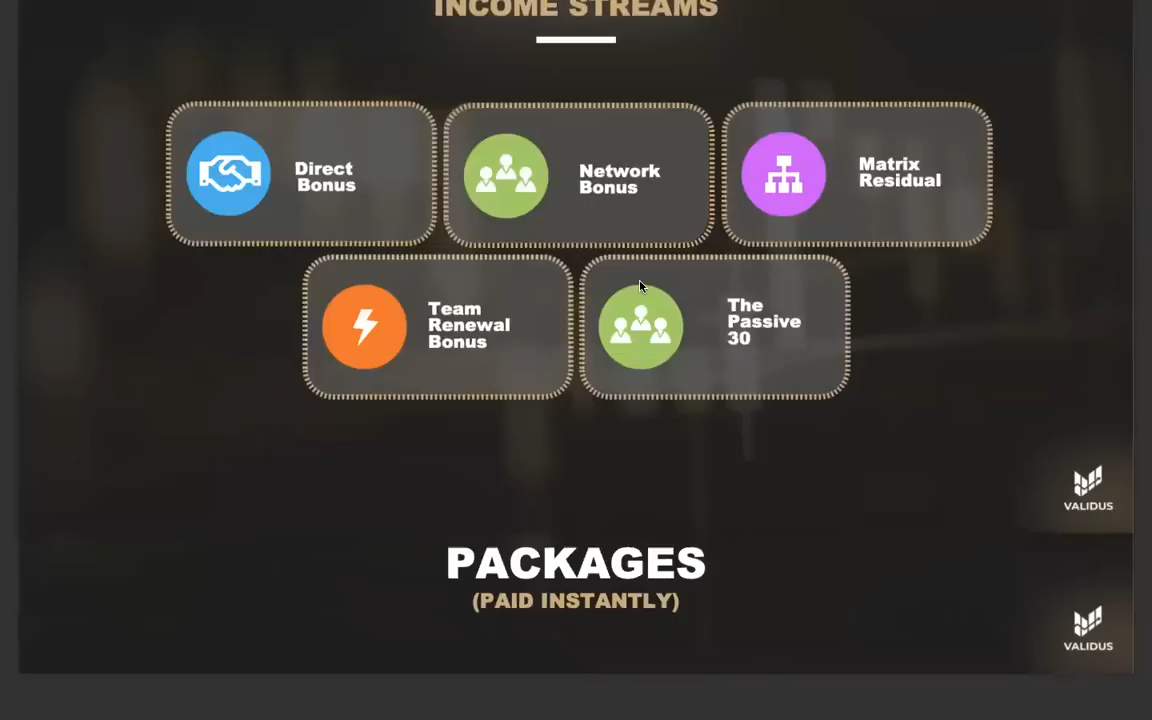 INCOME STREAMS
Direct
Bonus
Network
Bonus
Matrix
Residual
Team
Renewal
Bonus
The
Passive
30
VALIDUS
PACKAGES
(PAID INSTANTLY)
VALIDUS